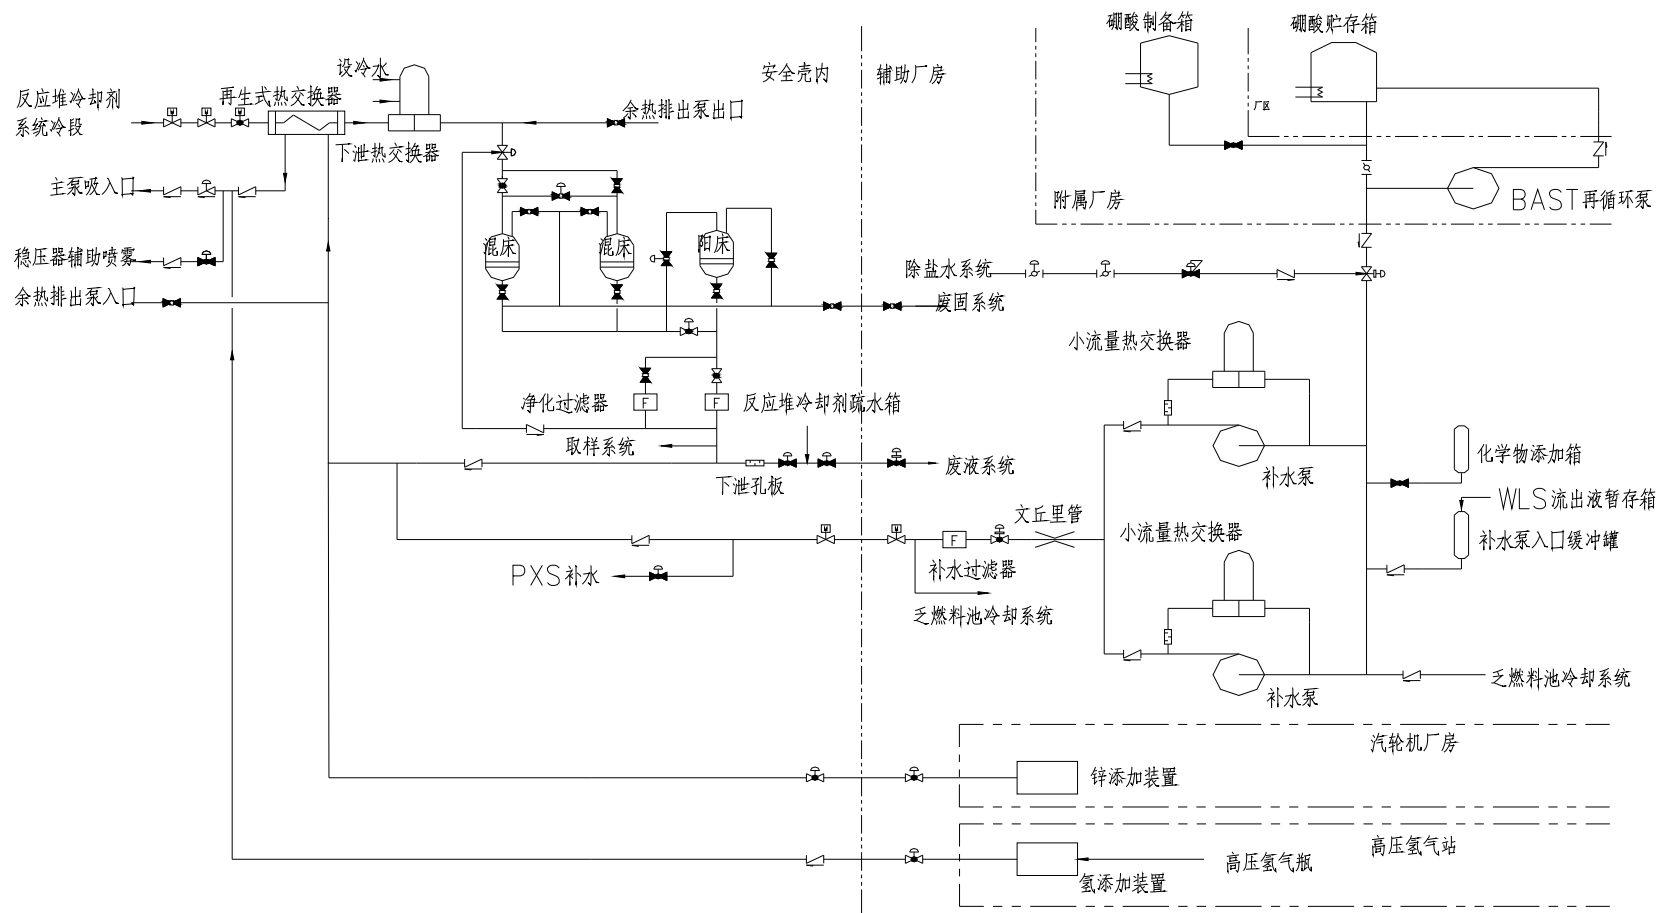 硼酸制备箱
硼酸贮存箱
设冷水
安全壳内
辅助厂房
反应堆冷却剂
系统冷段
再生式热交换器
余热排出泵出口
厂区
M
M
M
下泄热交换器
主泵吸入口
附属厂房
BAST再循环泵
混床
混床
阳床
稳压器辅助喷雾
除盐水系统
余热排出泵入口
废固系统
小流量热交换器
净化过滤器
F
F
反应堆冷却剂疏水箱
取样系统
废液系统
下泄孔板
补水泵
化学物添加箱
WLS流出液暂存箱
文丘里管
小流量热交换器
补水泵入口缓冲罐
M
M
F
PXS补水
补水过滤器
乏燃料池冷却系统
乏燃料池冷却系统
补水泵
汽轮机厂房
锌添加装置
高压氢气站
高压氢气瓶
氢添加装置